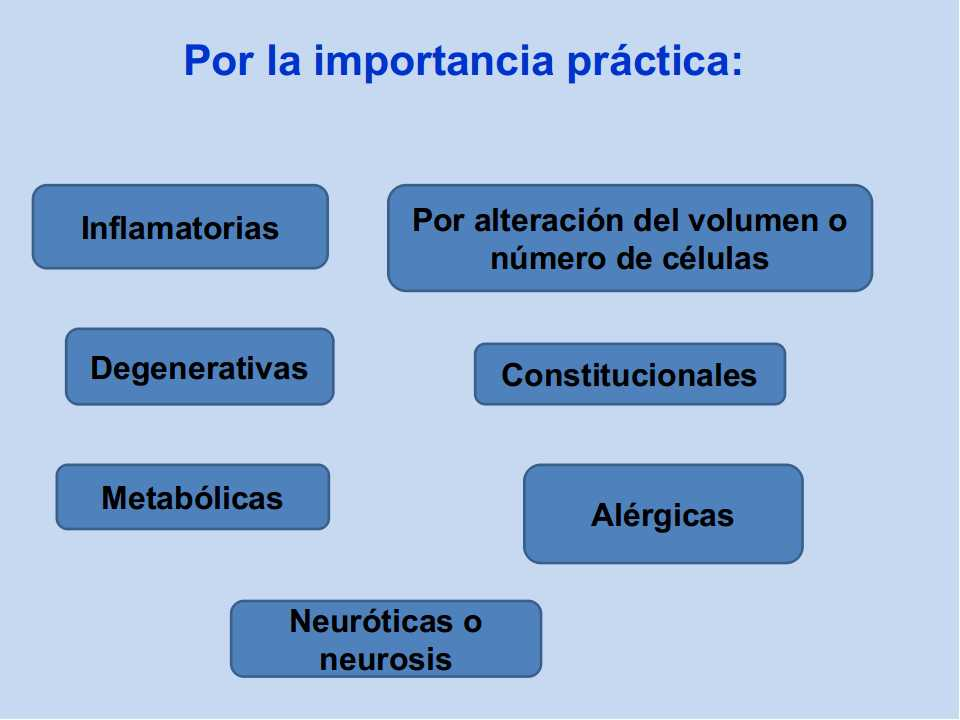 Por la importancia práctica:
Inflamatorias
Por alteración del volumen o
número de células
Degenerativas
Constitucionales
Metabólicas
Alérgicas
Neuróticas o
neurosis